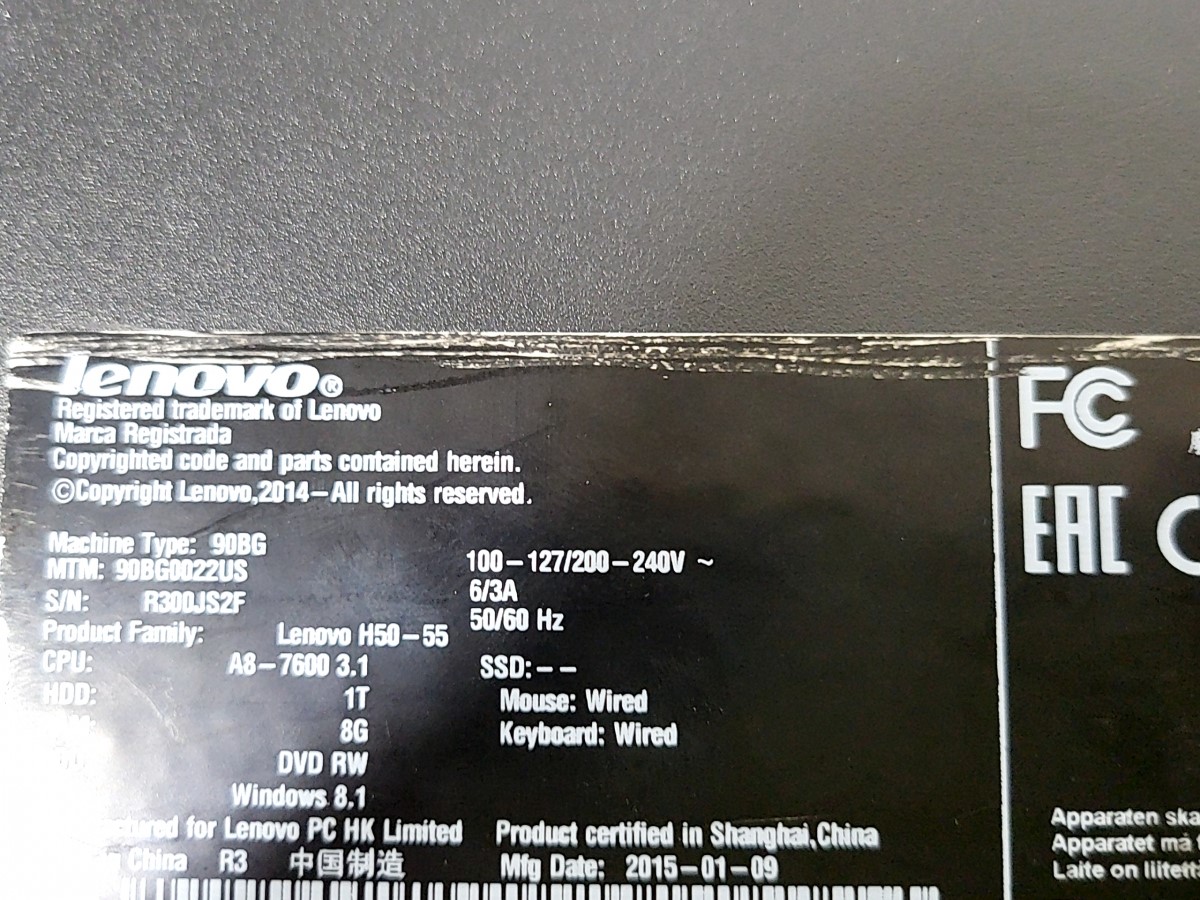 lenovo®
Registered trademark of Lenovo
Marca Registrada
Copyrighted code and parts contained herein.
©Copyright Lenovo,2014–All rights reserved.
Machine Type: 90BG
MTM: 90BG0022US
S/N: R300JS2F
Product Family: Lenovo H50–55
CPU: A8–7600 3.1
HDD: 1T
8G
DVD RW
Windows 8.1
for Lenovo PC HK Limited
China R3 中国制造
100–127/200–240V ~
6/3A
50/60 Hz
SSD:––
Mouse: Wired
Keyboard: Wired
Product certified in Shanghai,China
Mfg Date: 2015–01–09
FC
EAC
Apparaten ska
Apparatet må
Laite on liitett